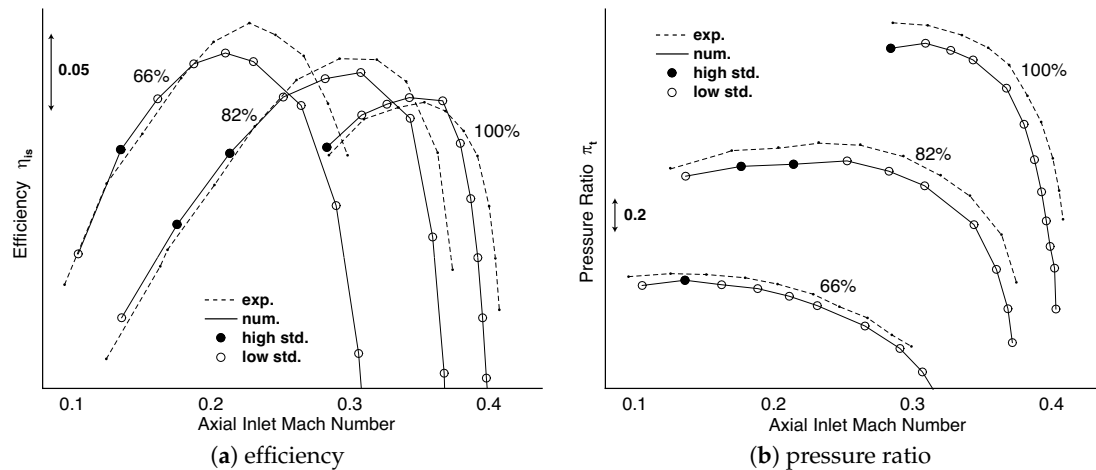 0.05
66%
82%
100%
exp.
num.
high std.
low std.
Efficiency η_is
0.1 0.2 0.3 0.4
Axial Inlet Mach Number
(a) efficiency
exp.
num.
high std.
low std.
100%
82%
0.2
66%
Pressure Ratio π_t
0.1 0.2 0.3 0.4
Axial Inlet Mach Number
(b) pressure ratio